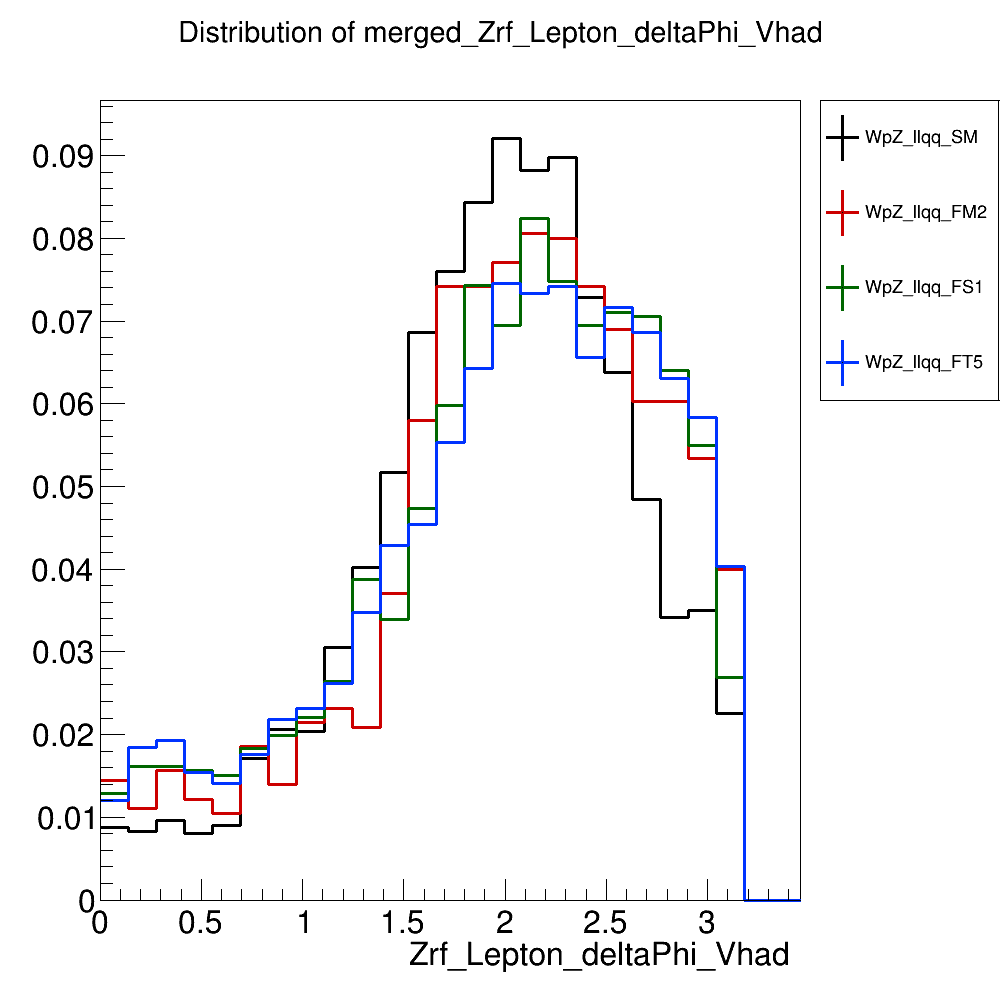 Distribution of merged_Zrf_Lepton_deltaPhi_Vhad
WpZ_llqq_SM
WpZ_llqq_FM2
WpZ_llqq_FS1
WpZ_llqq_FT5
0.09
0.08
0.07
0.06
0.05
0.04
0.03
0.02
0.01
0
0 0.5 1 1.5 2 2.5 3
Zrf_Lepton_deltaPhi_Vhad